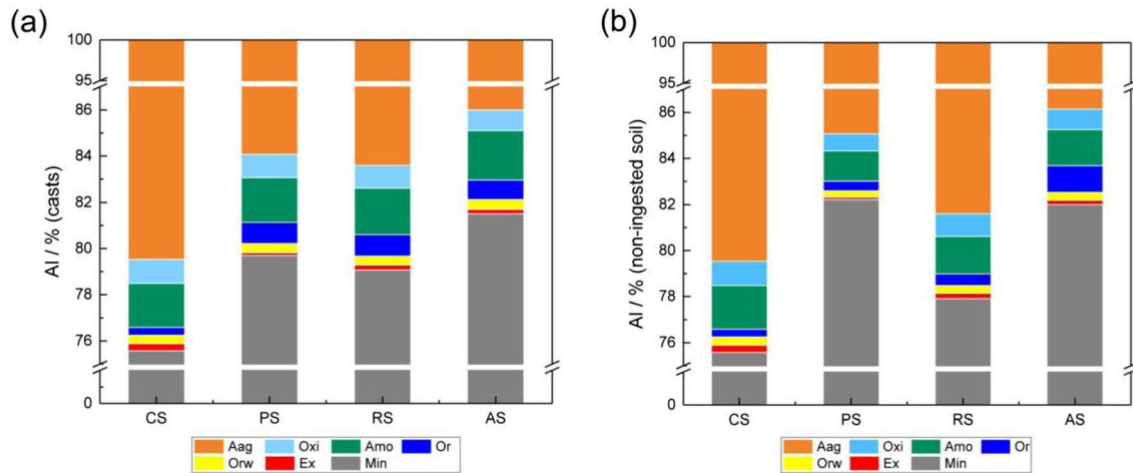 (a)
100
95
86
84
82
80
78
76
0
Al / % (casts)
CS PS RS AS
Aag Oxi Amo Or
Orw Ex Min
(b)
100
95
86
84
82
80
78
76
0
Al / % (non-ingested soil)
CS PS RS AS
Aag Oxi Amo Or
Orw Ex Min